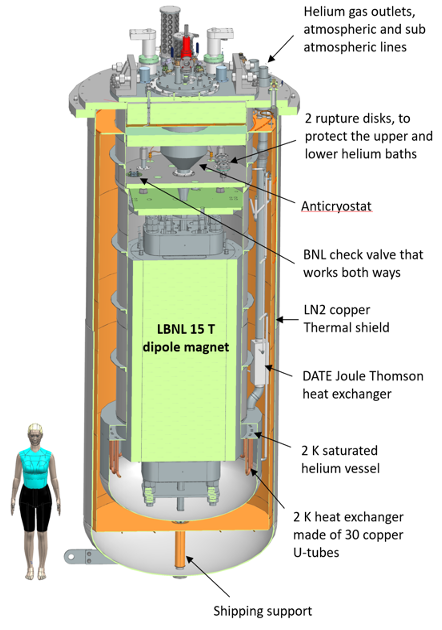 Helium gas outlets,
atmospheric and sub
atmospheric lines
2 rupture disks, to
protect the upper and
lower helium baths
Anticryostat
BNL check valve that
works both ways
LN2 copper
Thermal shield
LBNL 15 T
dipole magnet
DATE Joule Thomson
heat exchanger
2 K saturated
helium vessel
2 K heat exchanger
made of 30 copper
U-tubes
Shipping support